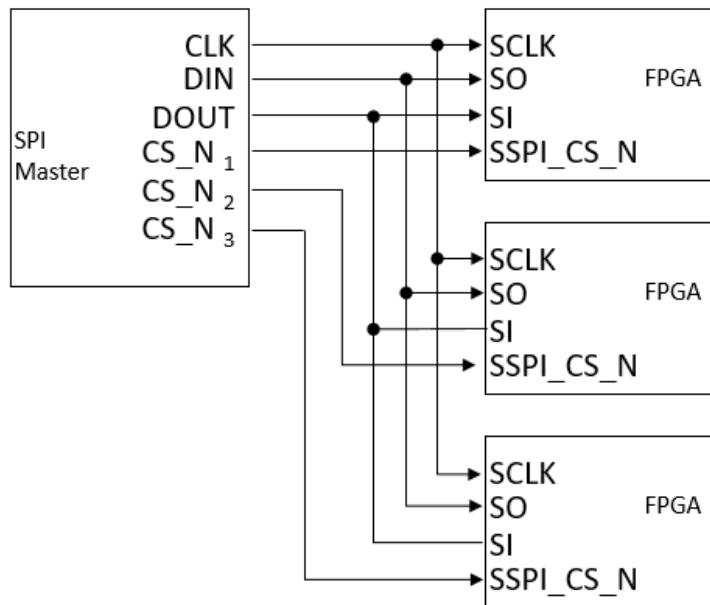 CLK
DIN
DOUT
SPI
Master
CS_N 1
CS_N 2
CS_N 3
SCLK
FPGA
SO
SI
SSPI_CS_N
SCLK
FPGA
SO
SI
SSPI_CS_N
SCLK
FPGA
SO
SI
SSPI_CS_N